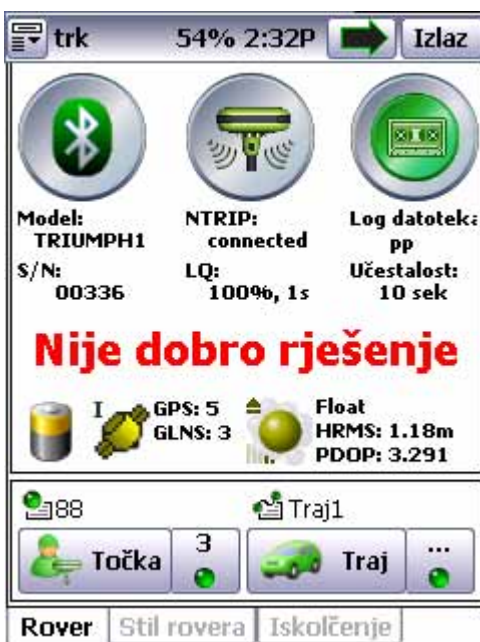 trk 54% 2:32P Izlaz
Model: NTRIP: Log datoteka
TRIUMPH1 connected pp
S/N: LQ: Učestalost:
00336 100%, 1s 10 sek
Nije dobro rješenje
I GPS: 5 Float
GLNS: 3 HRMS: 1.18m
PDOP: 3.291
88 Traj1
Točka 3 Traj ...
Rover Stil rovera Iskolčenje